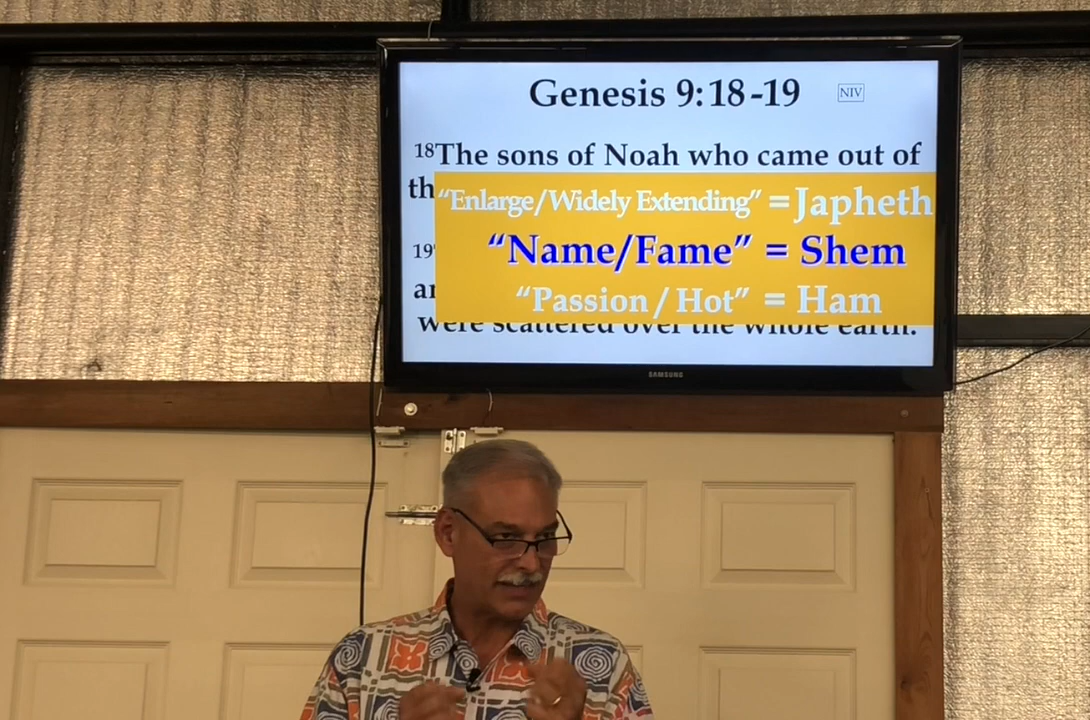 Genesis 9:18-19 NIV
18The sons of Noah who came out of
th
"Enlarge/Widely Extending" = Japheth
19
"Name/Fame" = Shem
"Passion / Hot" = Ham
were scattered over the whole earth.
SAMSUNG